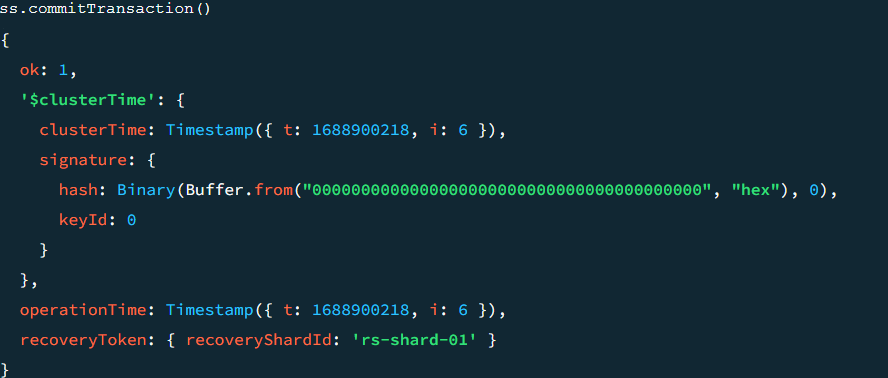 ss.commitTransaction()
{
  ok: 1,
  '$clusterTime': {
    clusterTime: Timestamp({ t: 1688900218, i: 6 }),
    signature: {
      hash: Binary(Buffer.from("0000000000000000000000000000000000000000", "hex"), 0),
      keyId: 0
    }
  },
  operationTime: Timestamp({ t: 1688900218, i: 6 }),
  recoveryToken: { recoveryShardId: 'rs-shard-01' }
}